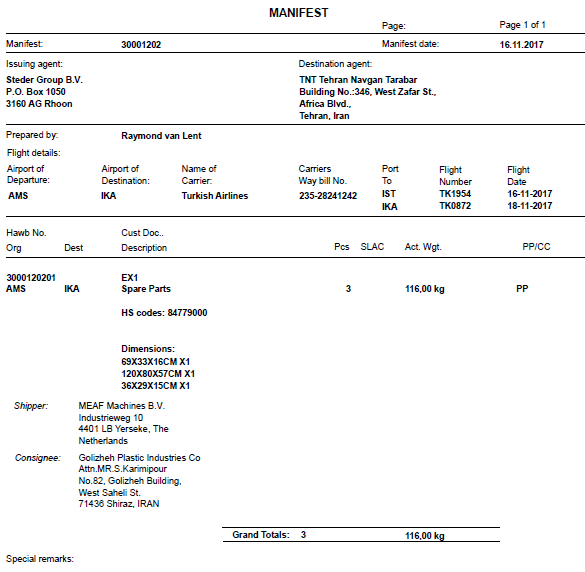 MANIFEST
Page: Page 1 of 1
Manifest: 30001202 Manifest date: 16.11.2017
Issuing agent: Destination agent:
Steder Group B.V. TNT Tehran Navgan Tarabar
P.O. Box 1050 Building No.:346, West Zafar St.,
3160 AG Rhoon Africa Blvd.,
Tehran, Iran
Prepared by: Raymond van Lent
Flight details:
Airport of Airport of Name of Carriers Port Flight Flight
Departure: Destination: Carrier: Way bill No. To Number Date
AMS IKA Turkish Airlines 235-28241242 IST TK1954 16-11-2017
IKA TK0872 18-11-2017
Hawb No. Cust Doc..
Org Dest Description Pcs SLAC Act. Wgt. PP/CC
3000120201 EX1
AMS IKA Spare Parts 3 116,00 kg PP
HS codes: 84779000
Dimensions:
69X33X16CM X1
120X80X57CM X1
36X29X15CM X1
Shipper: MEAF Machines B.V.
Industrieweg 10
4401 LB Yerseke, The
Netherlands
Consignee: Golizheh Plastic Industries Co
Attn.MR.S.Karimipour
No.82, Golizheh Building,
West Saheli St.
71436 Shiraz, IRAN
Grand Totals: 3 116,00 kg
Special remarks: